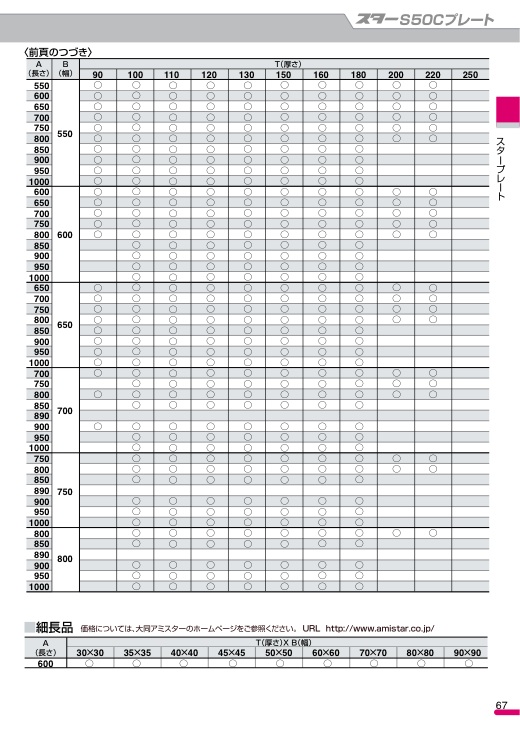 スターS50Cプレート
〈前頁のつづき〉
A B T(厚さ)
(長さ) (幅) 90 100 110 120 130 150 160 180 200 220 250
550 ○ ○ ○ ○ ○ ○ ○ ○ ○ ○
600 ○ ○ ○ ○ ○ ○ ○ ○ ○ ○
650 ○ ○ ○ ○ ○ ○ ○ ○ ○ ○
700 ○ ○ ○ ○ ○ ○ ○ ○ ○ ○
750 ○ ○ ○ ○ ○ ○ ○ ○ ○ ○
550
800 ○ ○ ○ ○ ○ ○ ○ ○ ○ ○
850 ○ ○ ○ ○ ○ ○ ○ ○
900 ○ ○ ○ ○ ○ ○ ○ ○
950 ○ ○ ○ ○ ○ ○ ○ ○
1000 ○ ○ ○ ○ ○ ○ ○ ○
600 ○ ○ ○ ○ ○ ○ ○ ○ ○ ○
650 ○ ○ ○ ○ ○ ○ ○ ○ ○ ○
700 ○ ○ ○ ○ ○ ○ ○ ○ ○ ○
750 ○ ○ ○ ○ ○ ○ ○ ○ ○ ○
800 600 ○ ○ ○ ○ ○ ○ ○ ○ ○ ○
850 ○ ○ ○ ○ ○ ○ ○
900 ○ ○ ○ ○ ○ ○ ○
950 ○ ○ ○ ○ ○ ○ ○
1000 ○ ○ ○ ○ ○ ○ ○
650 ○ ○ ○ ○ ○ ○ ○ ○ ○ ○
700 ○ ○ ○ ○ ○ ○ ○ ○ ○ ○
750 ○ ○ ○ ○ ○ ○ ○ ○ ○ ○
800 ○ ○ ○ ○ ○ ○ ○ ○ ○ ○
650
850 ○ ○ ○ ○ ○ ○ ○ ○
900 ○ ○ ○ ○ ○ ○ ○ ○
950 ○ ○ ○ ○ ○ ○ ○ ○
1000 ○ ○ ○ ○ ○ ○ ○ ○
700 ○ ○ ○ ○ ○ ○ ○ ○ ○ ○
750 ○ ○ ○ ○ ○ ○ ○ ○ ○
800 ○ ○ ○ ○ ○ ○ ○ ○ ○ ○
850 ○ ○ ○ ○ ○ ○ ○
700
890
900 ○ ○ ○ ○ ○ ○ ○ ○
950 ○ ○ ○ ○ ○ ○ ○
1000 ○ ○ ○ ○ ○ ○ ○
750 ○ ○ ○ ○ ○ ○ ○ ○ ○
800 ○ ○ ○ ○ ○ ○ ○ ○ ○
850 ○ ○ ○ ○ ○ ○ ○
890 750
900 ○ ○ ○ ○ ○ ○ ○
950 ○ ○ ○ ○ ○ ○ ○
1000 ○ ○ ○ ○ ○ ○ ○
800 ○ ○ ○ ○ ○ ○ ○ ○ ○
850 ○ ○ ○ ○ ○ ○ ○
890
800
900 ○ ○ ○ ○ ○ ○ ○
950 ○ ○ ○ ○ ○ ○ ○
1000 ○ ○ ○ ○ ○ ○ ○
スタープレート
細長品 価格については、大同アミスターのホームページをご参照ください。 URL http://www.amistar.co.jp/
A T(厚さ)X B(幅)
(長さ) 30×30 35×35 40×40 45×45 50×50 60×60 70×70 80×80 90×90
600 ○ ○ ○ ○ ○ ○ ○ ○ ○
67